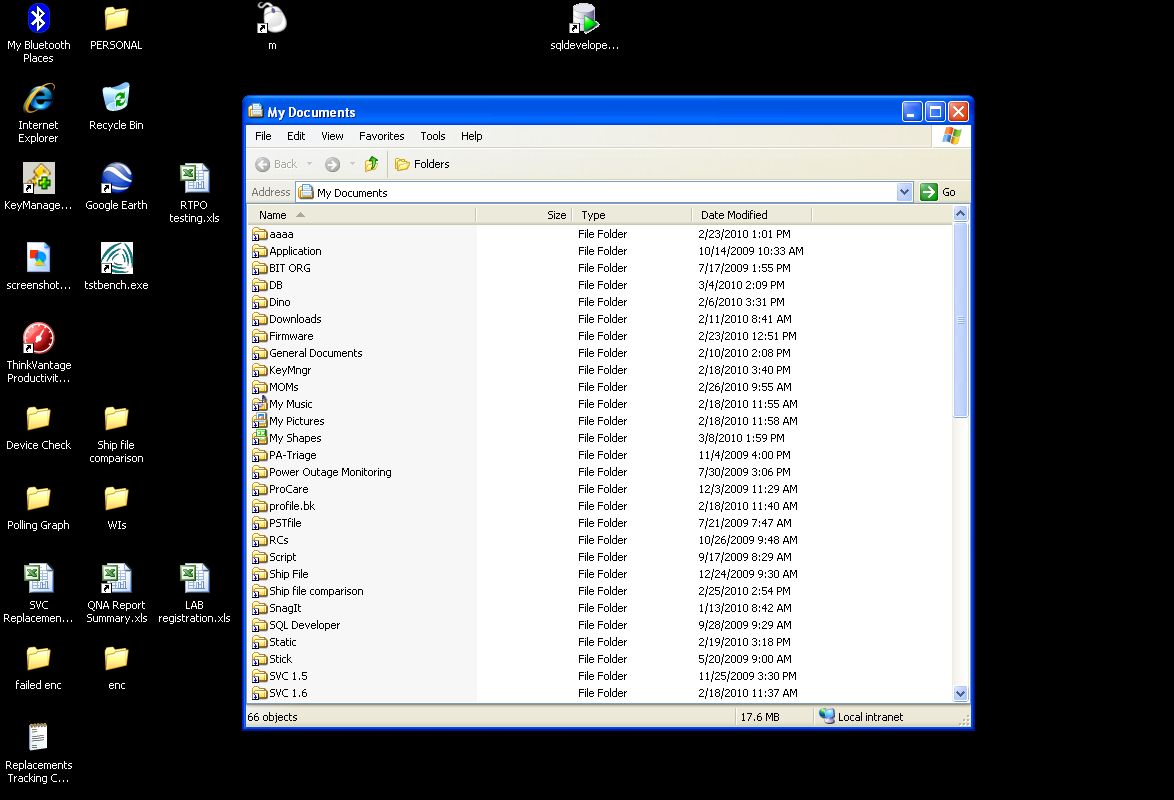 My Bluetooth
Places
PERSONAL
m
sqldevelope...
Internet
Explorer
Recycle Bin
KeyManage...
Google Earth
RTPO
testing.xls
screenshot...
tstbench.exe
ThinkVantage
Productivit...
Device Check
Ship file
comparison
Polling Graph
WIs
SVC
Replacemen...
QNA Report
Summary.xls
LAB
registration.xls
failed enc
enc
Replacements
Tracking C...
My Documents
File Edit View Favorites Tools Help
Back Folders
Address My Documents Go
Name Size Type Date Modified
aaaa File Folder 2/23/2010 1:01 PM
Application File Folder 10/14/2009 10:33 AM
BIT ORG File Folder 7/17/2009 1:55 PM
DB File Folder 3/4/2010 2:09 PM
Dino File Folder 2/6/2010 3:31 PM
Downloads File Folder 2/11/2010 8:41 AM
Firmware File Folder 2/23/2010 12:51 PM
General Documents File Folder 2/10/2010 2:08 PM
KeyMngr File Folder 2/18/2010 3:40 PM
MOMs File Folder 2/26/2010 9:55 AM
My Music File Folder 2/18/2010 11:55 AM
My Pictures File Folder 2/18/2010 11:58 AM
My Shapes File Folder 3/8/2010 1:59 PM
PA-Triage File Folder 11/4/2009 4:00 PM
Power Outage Monitoring File Folder 7/30/2009 3:06 PM
ProCare File Folder 12/3/2009 11:29 AM
profile.bk File Folder 2/18/2010 11:40 AM
PSTfile File Folder 7/21/2009 7:47 AM
RCs File Folder 10/26/2009 9:48 AM
Script File Folder 9/17/2009 8:29 AM
Ship File File Folder 12/24/2009 9:30 AM
Ship file comparison File Folder 2/25/2010 2:54 PM
SnagIt File Folder 1/13/2010 8:42 AM
SQL Developer File Folder 9/28/2009 9:29 AM
Static File Folder 2/19/2010 3:18 PM
Stick File Folder 5/20/2009 9:00 AM
SVC 1.5 File Folder 11/25/2009 3:30 PM
SVC 1.6 File Folder 2/18/2010 11:37 AM
66 objects 17.6 MB Local intranet